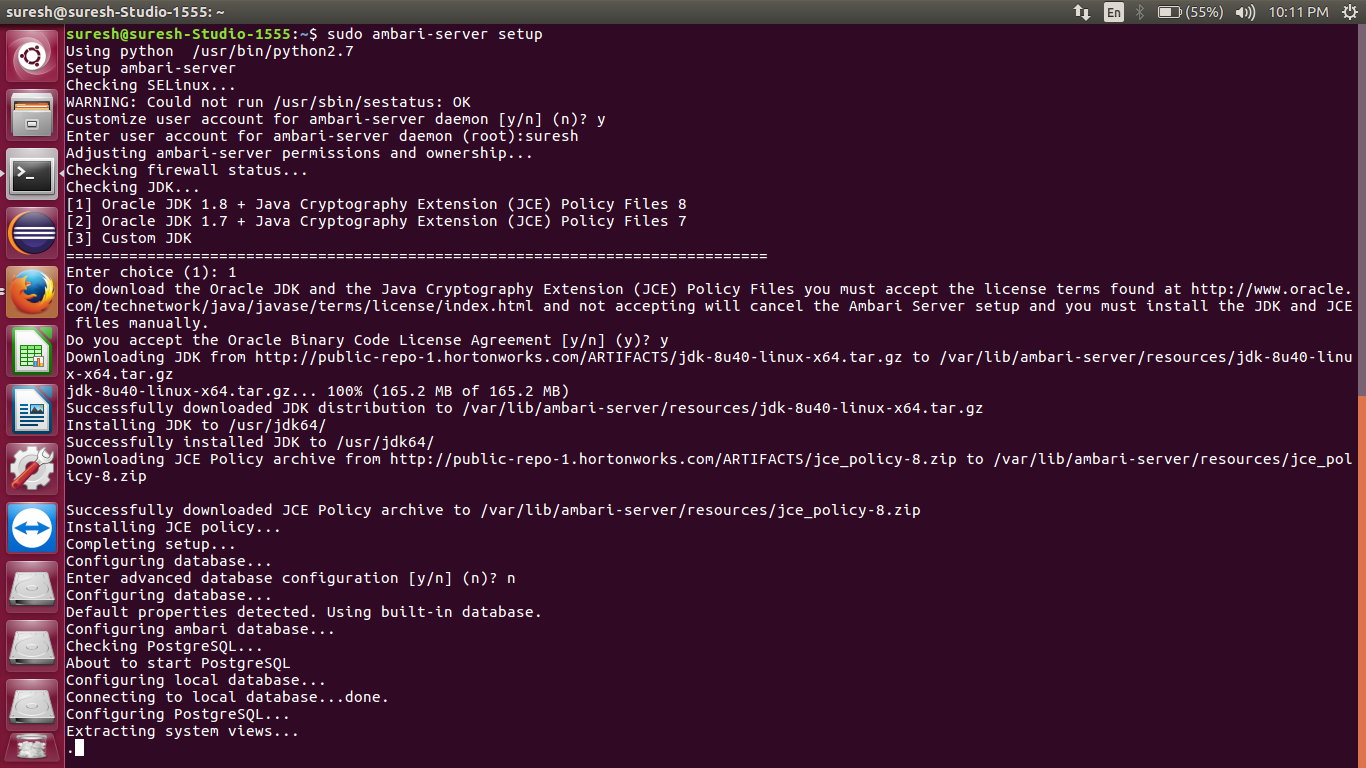 suresh@suresh-Studio-1555: ~
En (55%) 10:11 PM
suresh@suresh-Studio-1555:~$ sudo ambari-server setup
Using python  /usr/bin/python2.7
Setup ambari-server
Checking SELinux...
WARNING: Could not run /usr/sbin/sestatus: OK
Customize user account for ambari-server daemon [y/n] (n)? y
Enter user account for ambari-server daemon (root):suresh
Adjusting ambari-server permissions and ownership...
Checking firewall status...
Checking JDK...
[1] Oracle JDK 1.8 + Java Cryptography Extension (JCE) Policy Files 8
[2] Oracle JDK 1.7 + Java Cryptography Extension (JCE) Policy Files 7
[3] Custom JDK
==============================================================================
Enter choice (1): 1
To download the Oracle JDK and the Java Cryptography Extension (JCE) Policy Files you must accept the license terms found at http://www.oracle.
com/technetwork/java/javase/terms/license/index.html and not accepting will cancel the Ambari Server setup and you must install the JDK and JCE
 files manually.
Do you accept the Oracle Binary Code License Agreement [y/n] (y)? y
Downloading JDK from http://public-repo-1.hortonworks.com/ARTIFACTS/jdk-8u40-linux-x64.tar.gz to /var/lib/ambari-server/resources/jdk-8u40-linu
x-x64.tar.gz
jdk-8u40-linux-x64.tar.gz... 100% (165.2 MB of 165.2 MB)
Successfully downloaded JDK distribution to /var/lib/ambari-server/resources/jdk-8u40-linux-x64.tar.gz
Installing JDK to /usr/jdk64/
Successfully installed JDK to /usr/jdk64/
Downloading JCE Policy archive from http://public-repo-1.hortonworks.com/ARTIFACTS/jce_policy-8.zip to /var/lib/ambari-server/resources/jce_pol
icy-8.zip
Successfully downloaded JCE Policy archive to /var/lib/ambari-server/resources/jce_policy-8.zip
Installing JCE policy...
Completing setup...
Configuring database...
Enter advanced database configuration [y/n] (n)? n
Configuring database...
Default properties detected. Using built-in database.
Configuring ambari database...
Checking PostgreSQL...
About to start PostgreSQL
Configuring local database...
Connecting to local database...done.
Configuring PostgreSQL...
Extracting system views...
.